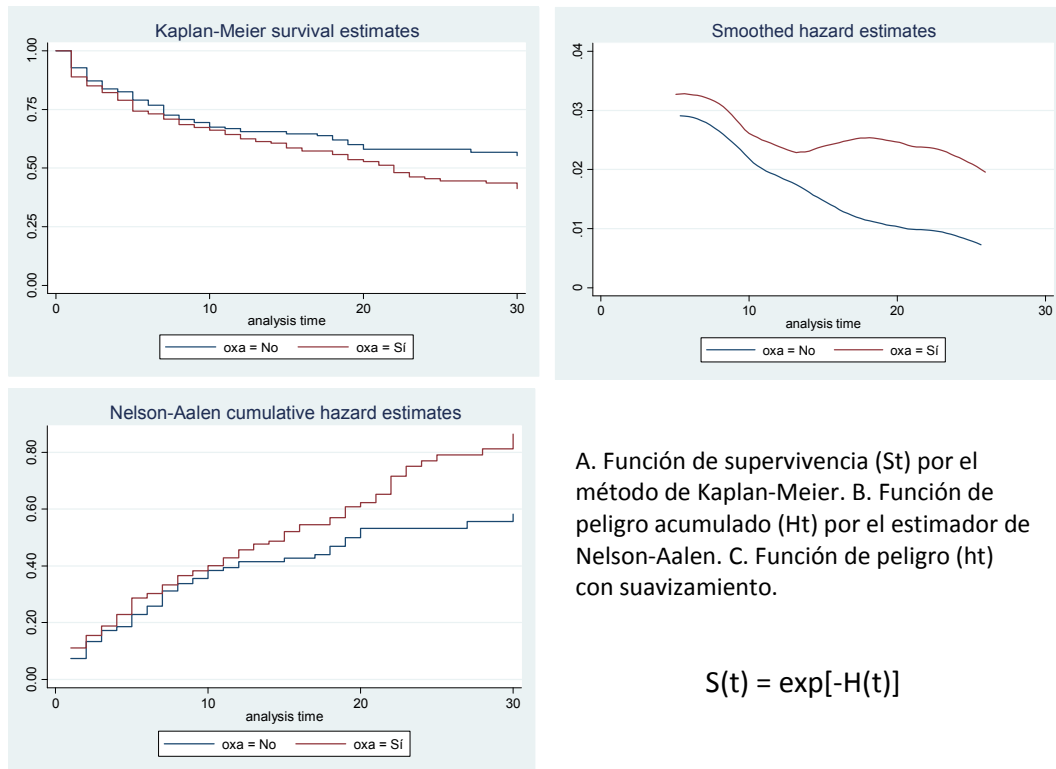 Kaplan-Meier survival estimates
1.00
0.75
0.50
0.25
0.00
0 10 20 30
analysis time
oxa = No oxa = Sí
Smoothed hazard estimates
.04
.03
.02
.01
0
0 10 20 30
analysis time
oxa = No oxa = Sí
Nelson-Aalen cumulative hazard estimates
0.80
0.60
0.40
0.20
0.00
0 10 20 30
analysis time
oxa = No oxa = Sí
A. Función de supervivencia (St) por el
método de Kaplan-Meier. B. Función de
peligro acumulado (Ht) por el estimador de
Nelson-Aalen. C. Función de peligro (ht)
con suavizamiento.
S(t) = exp[-H(t)]